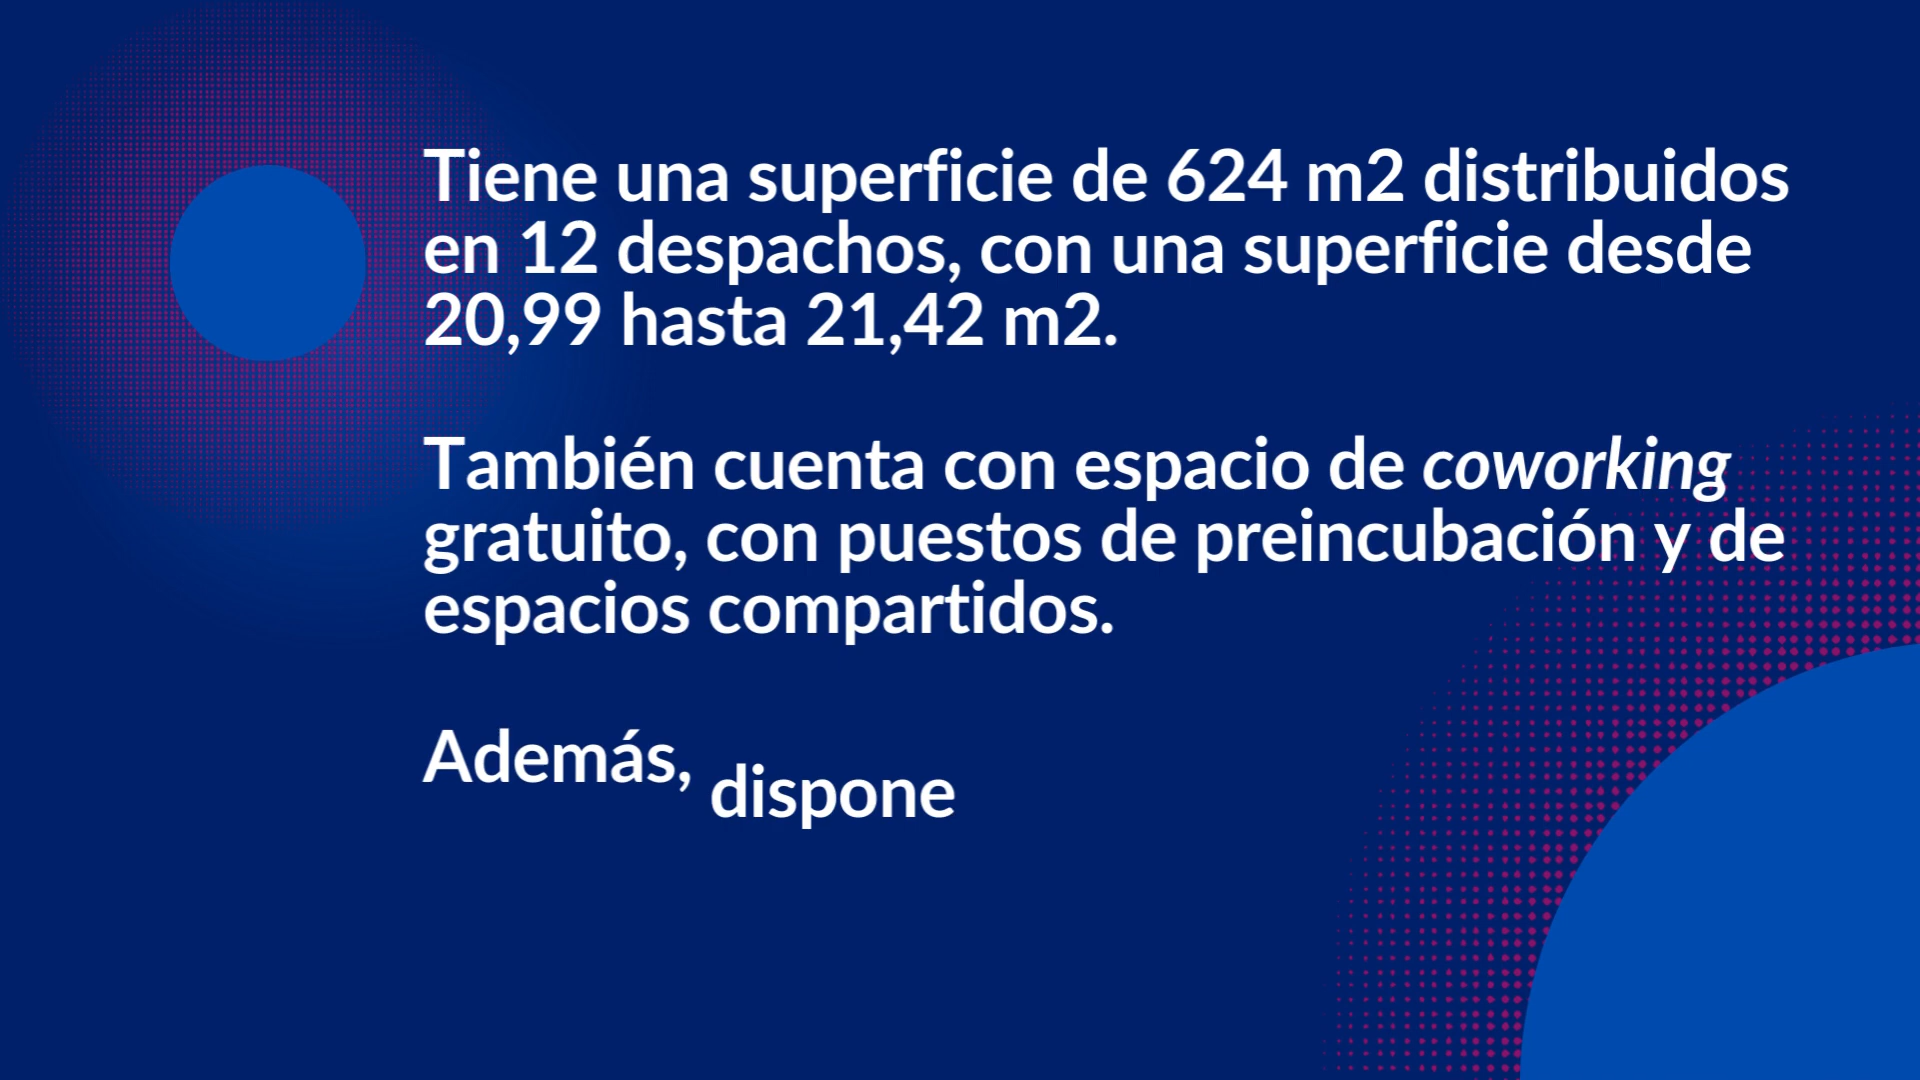 Tiene una superficie de 624 m2 distribuidos
en 12 despachos, con una superficie desde
20,99 hasta 21,42 m2.
También cuenta con espacio de coworking
gratuito, con puestos de preincubación y de
espacios compartidos.
Además, dispone